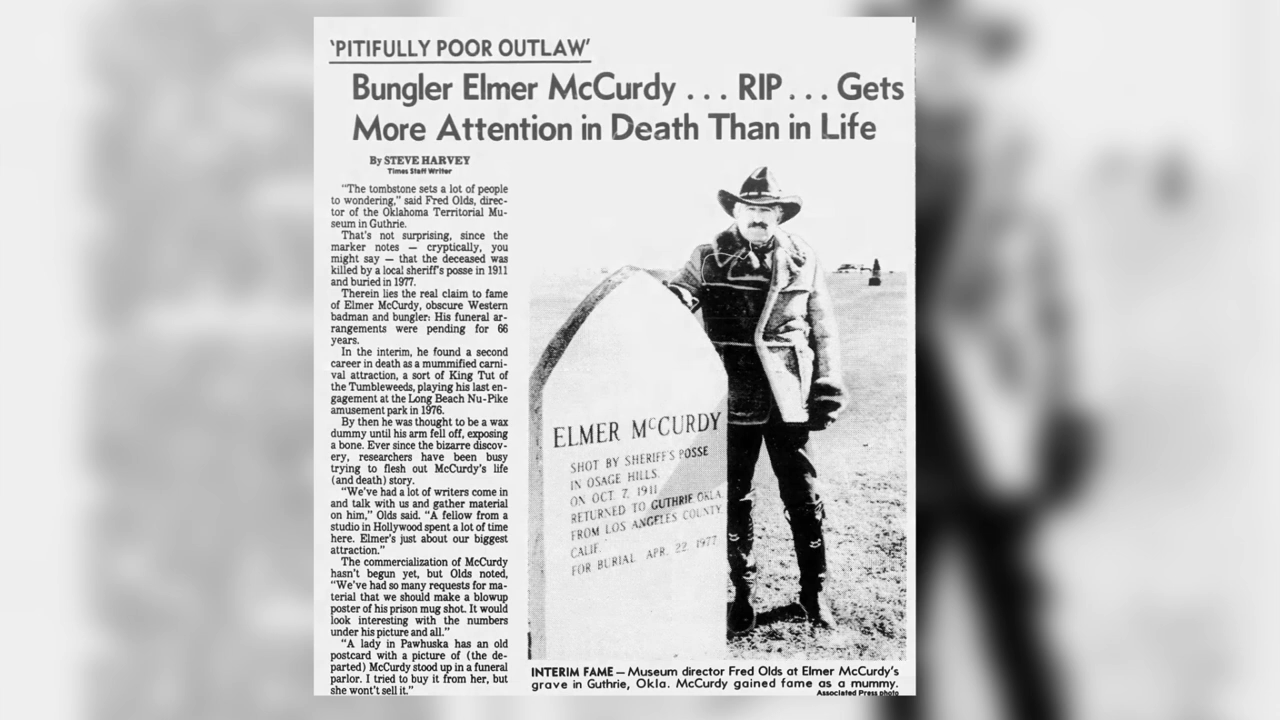 'PITIFULLY POOR OUTLAW'
Bungler Elmer McCurdy . . . RIP . . . Gets
More Attention in Death Than in Life
By STEVE HARVEY
Times Staff Writer
"The tombstone sets a lot of people
to wondering," said Fred Olds, direc-
tor of the Oklahoma Territorial Mu-
seum in Guthrie.
That's not surprising, since the
marker notes — cryptically, you
might say — that the deceased was
killed by a local sheriff's posse in 1911
and buried in 1977.
Therein lies the real claim to fame
of Elmer McCurdy, obscure Western
badman and bungler: His funeral ar-
rangements were pending for 66
years.
In the interim, he found a second
career in death as a mummified carni-
val attraction, a sort of King Tut of
the Tumbleweeds, playing his last en-
gagement at the Long Beach Nu-Pike
amusement park in 1976.
By then he was thought to be a wax
dummy until his arm fell off, exposing
a bone. Ever since the bizarre discov-
ery, researchers have been busy
trying to flesh out McCurdy's life
(and death) story.
"We've had a lot of writers come in
and talk with us and gather material
on him," Olds said. "A fellow from a
studio in Hollywood spent a lot of time
here. Elmer's just about our biggest
attraction."
The commercialization of McCurdy
hasn't begun yet, but Olds noted,
"We've had so many requests for ma-
terial that we should make a blowup
poster of his prison mug shot. It would
look interesting with the numbers
under his picture and all."
"A lady in Pawhuska has an old
postcard with a picture of (the de-
parted) McCurdy stood up in a funeral
parlor. I tried to buy it from her, but
she won't sell it."
ELMER McCURDY
SHOT BY SHERIFF'S POSSE
IN OSAGE HILLS.
ON OCT. 7, 1911
RETURNED TO GUTHRIE OKLA.
FROM LOS ANGELES COUNTY.
CALIF.
FOR BURIAL APR. 22 1977
INTERIM FAME — Museum director Fred Olds at Elmer McCurdy's
grave in Guthrie, Okla. McCurdy gained fame as a mummy.
Associated Press photo